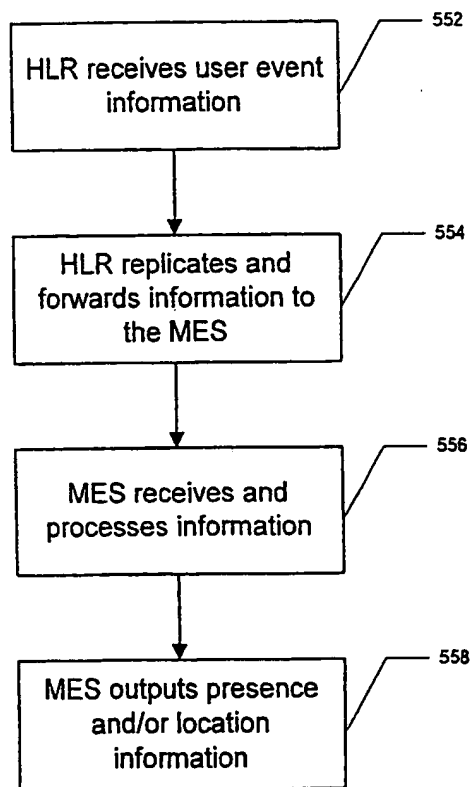 552
HLR receives user event
information
554
HLR replicates and
forwards information to
the MES
556
MES receives and
processes information
558
MES outputs presence
and/or location
information